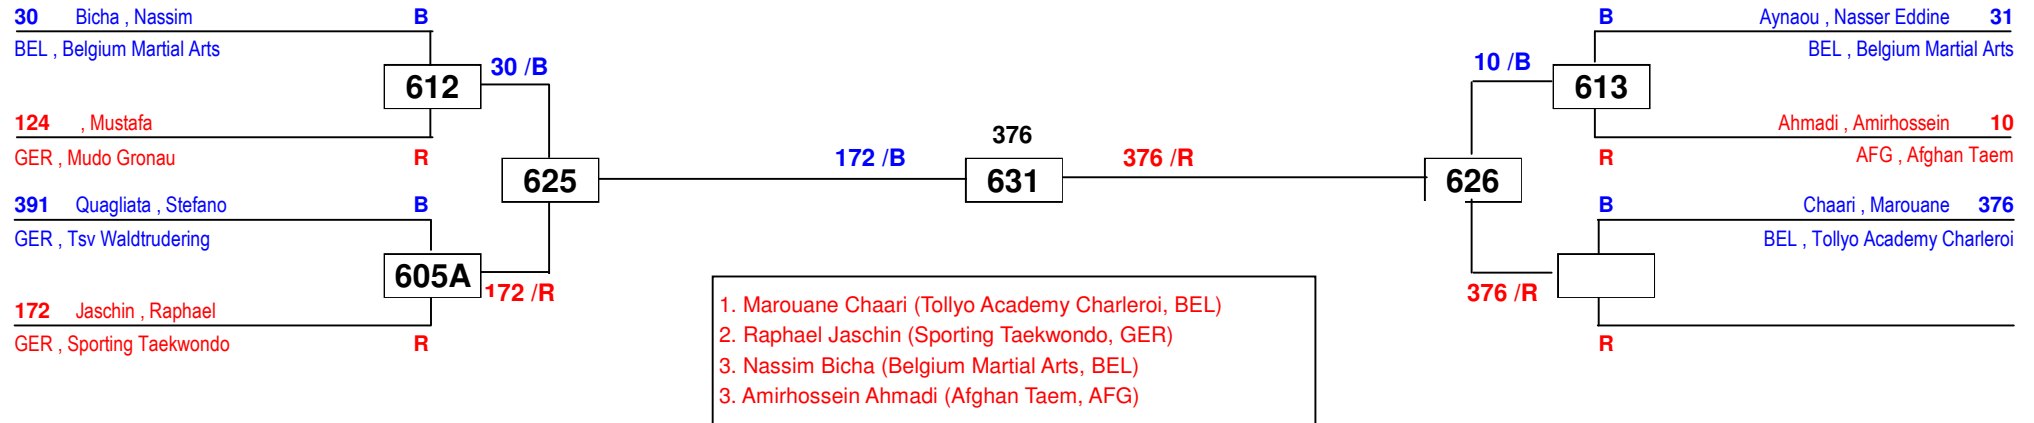 30 Bicha , Nassim B
BEL , Belgium Martial Arts
612
30 /B
124 , Mustafa
GER , Mudo Gronau R
625
391 Quagliata , Stefano B
GER , Tsv Waldtrudering
605A
172 /R
172 Jaschin , Raphael
GER , Sporting Taekwondo R
172 /B
376
631
376 /R
B Aynaou , Nasser Eddine 31
BEL , Belgium Martial Arts
10 /B
613
Ahmadi , Amirhossein 10
R AFG , Afghan Taem
626
B Chaari , Marouane 376
BEL , Tollyo Academy Charleroi
376 /R
R
1. Marouane Chaari (Tollyo Academy Charleroi, BEL)
2. Raphael Jaschin (Sporting Taekwondo, GER)
3. Nassim Bicha (Belgium Martial Arts, BEL)
3. Amirhossein Ahmadi (Afghan Taem, AFG)